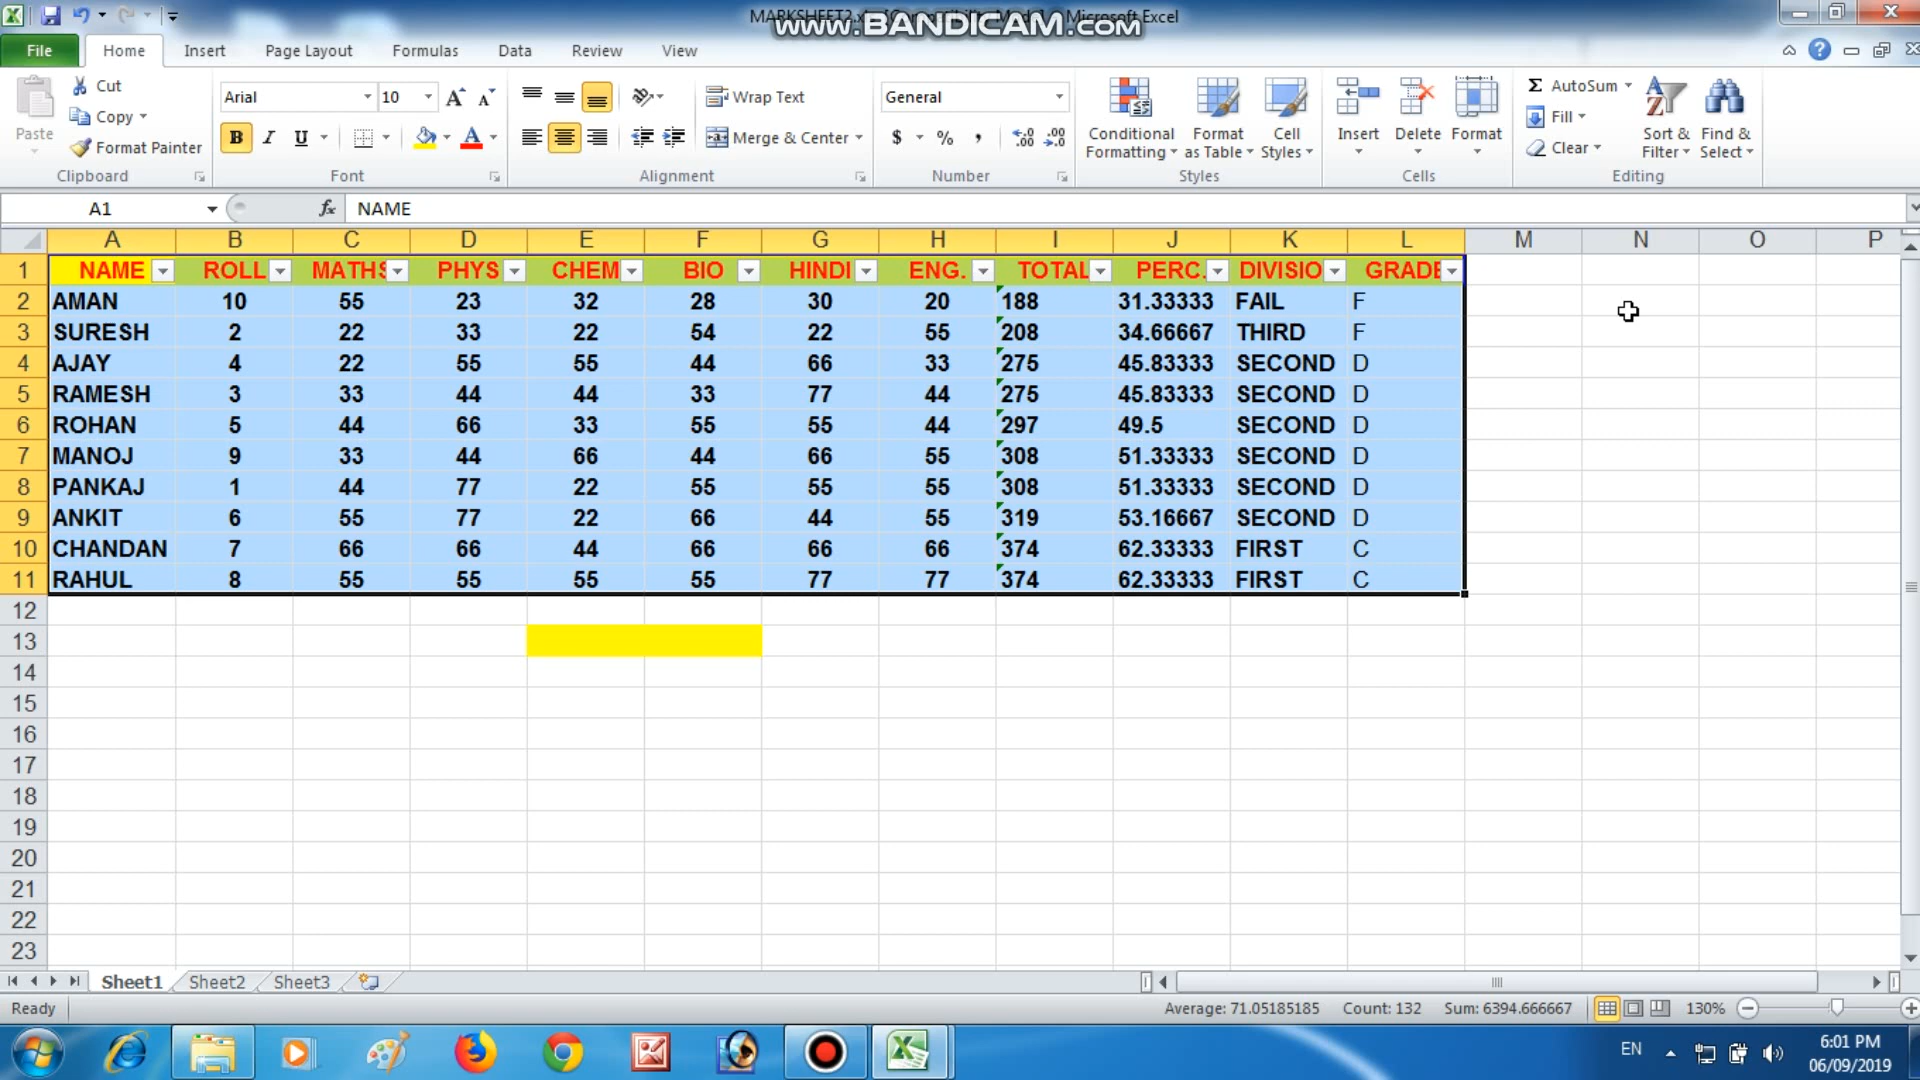 MARKSHEET2.xls Microsoft Excel
www.BANDICAM.com
File Home Insert Page Layout Formulas Data Review View
Paste
Cut
Copy
Format Painter
Clipboard
Arial 10
B I U
Font
Wrap Text
Merge & Center
Alignment
General
$ % ,
Number
Conditional Formatting
Format as Table
Cell Styles
Styles
Insert Delete Format
Cells
Σ AutoSum
Fill
Clear
Sort & Filter
Find & Select
Editing
A1 fx NAME
A B C D E F G H I J K L M N O P
1 NAME ROLL MATHS PHYS CHEM BIO HINDI ENG. TOTAL PERC. DIVISIO GRADE
2 AMAN 10 55 23 32 28 30 20 188 31.33333 FAIL F
3 SURESH 2 22 33 22 54 22 55 208 34.66667 THIRD F
4 AJAY 4 22 55 55 44 66 33 275 45.83333 SECOND D
5 RAMESH 3 33 44 44 33 77 44 275 45.83333 SECOND D
6 ROHAN 5 44 66 33 55 55 44 297 49.5 SECOND D
7 MANOJ 9 33 44 66 44 66 55 308 51.33333 SECOND D
8 PANKAJ 1 44 77 22 55 55 55 308 51.33333 SECOND D
9 ANKIT 6 55 77 22 66 44 55 319 53.16667 SECOND D
10 CHANDAN 7 66 66 44 66 66 66 374 62.33333 FIRST C
11 RAHUL 8 55 55 55 55 77 77 374 62.33333 FIRST C
12
13
14
15
16
17
18
19
20
21
22
23
Sheet1 Sheet2 Sheet3
Ready Average: 71.05185185 Count: 132 Sum: 6394.666667 130%
EN 6:01 PM
06/09/2019